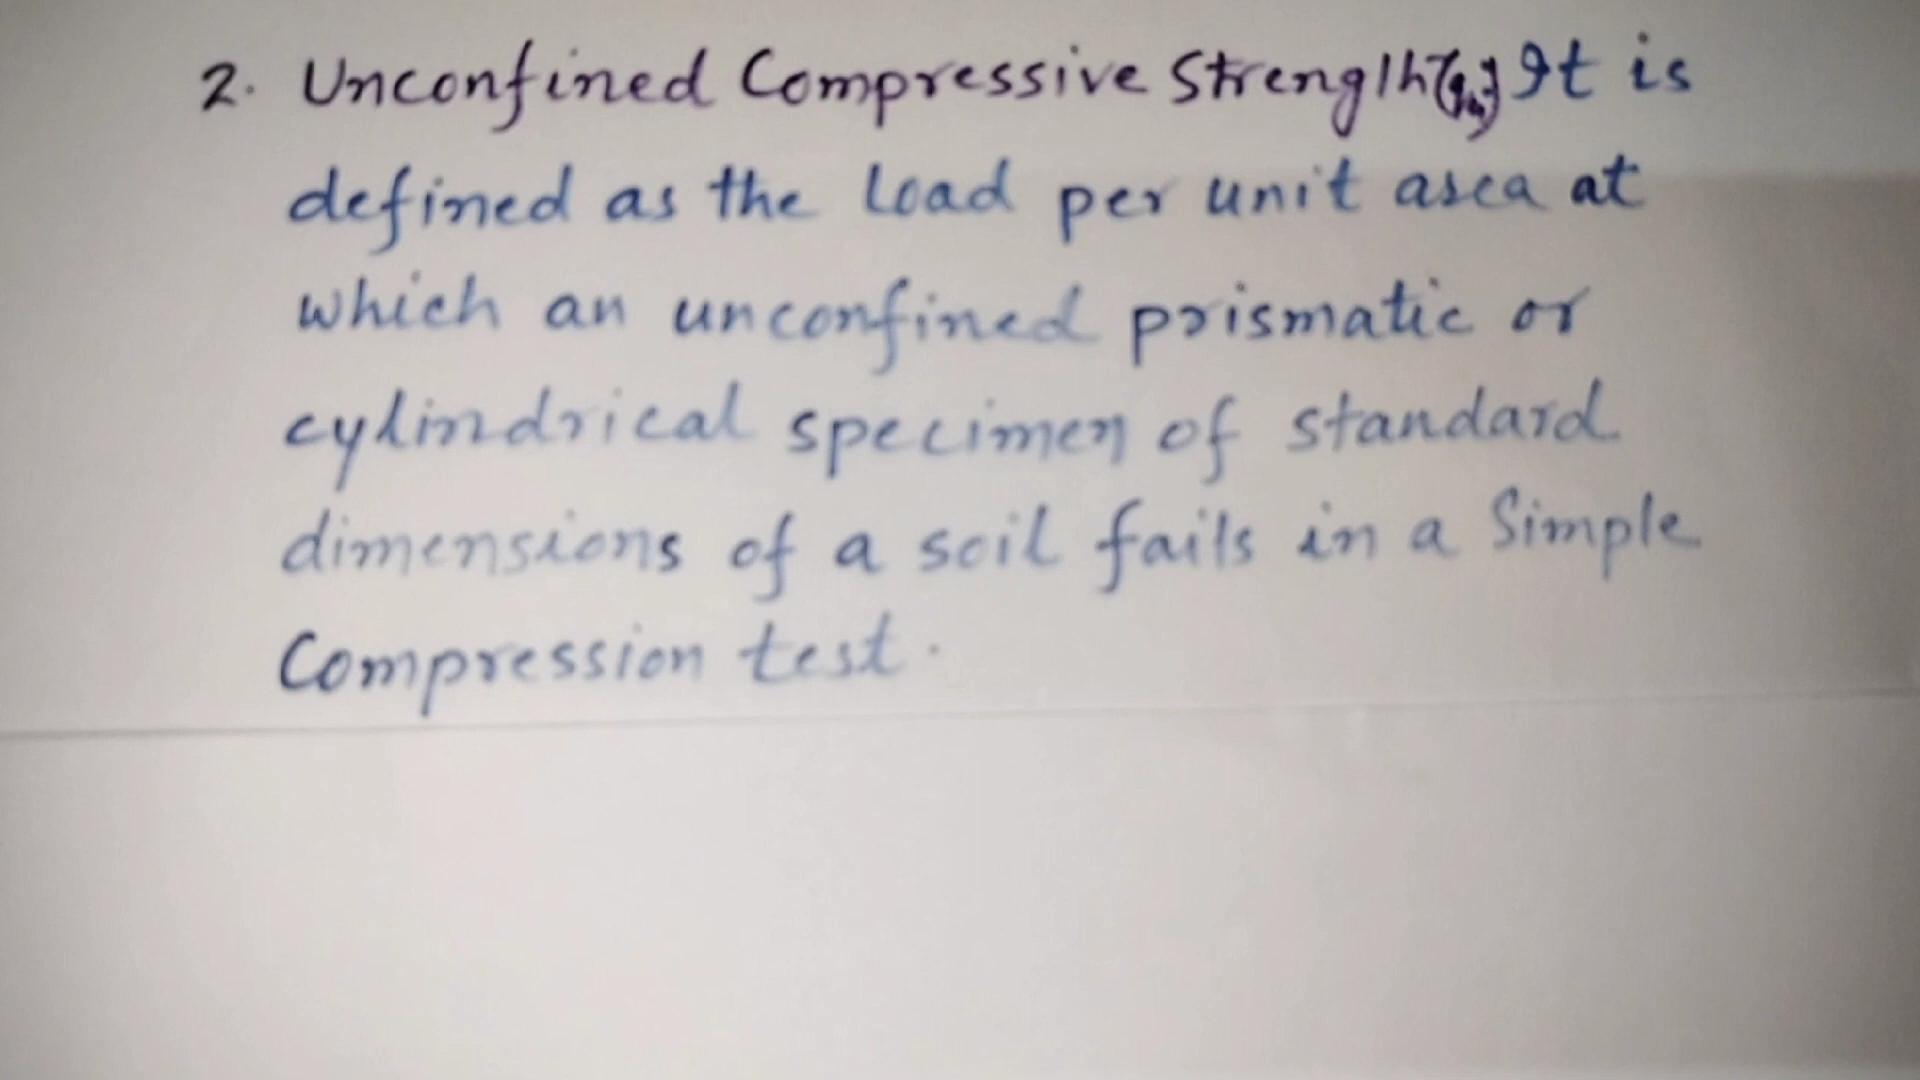 2. Unconfined Compressive Strength (qu) It is
defined as the load per unit area at
which an unconfined prismatic or
cylindrical specimen of standard
dimensions of a soil fails in a Simple
Compression test.